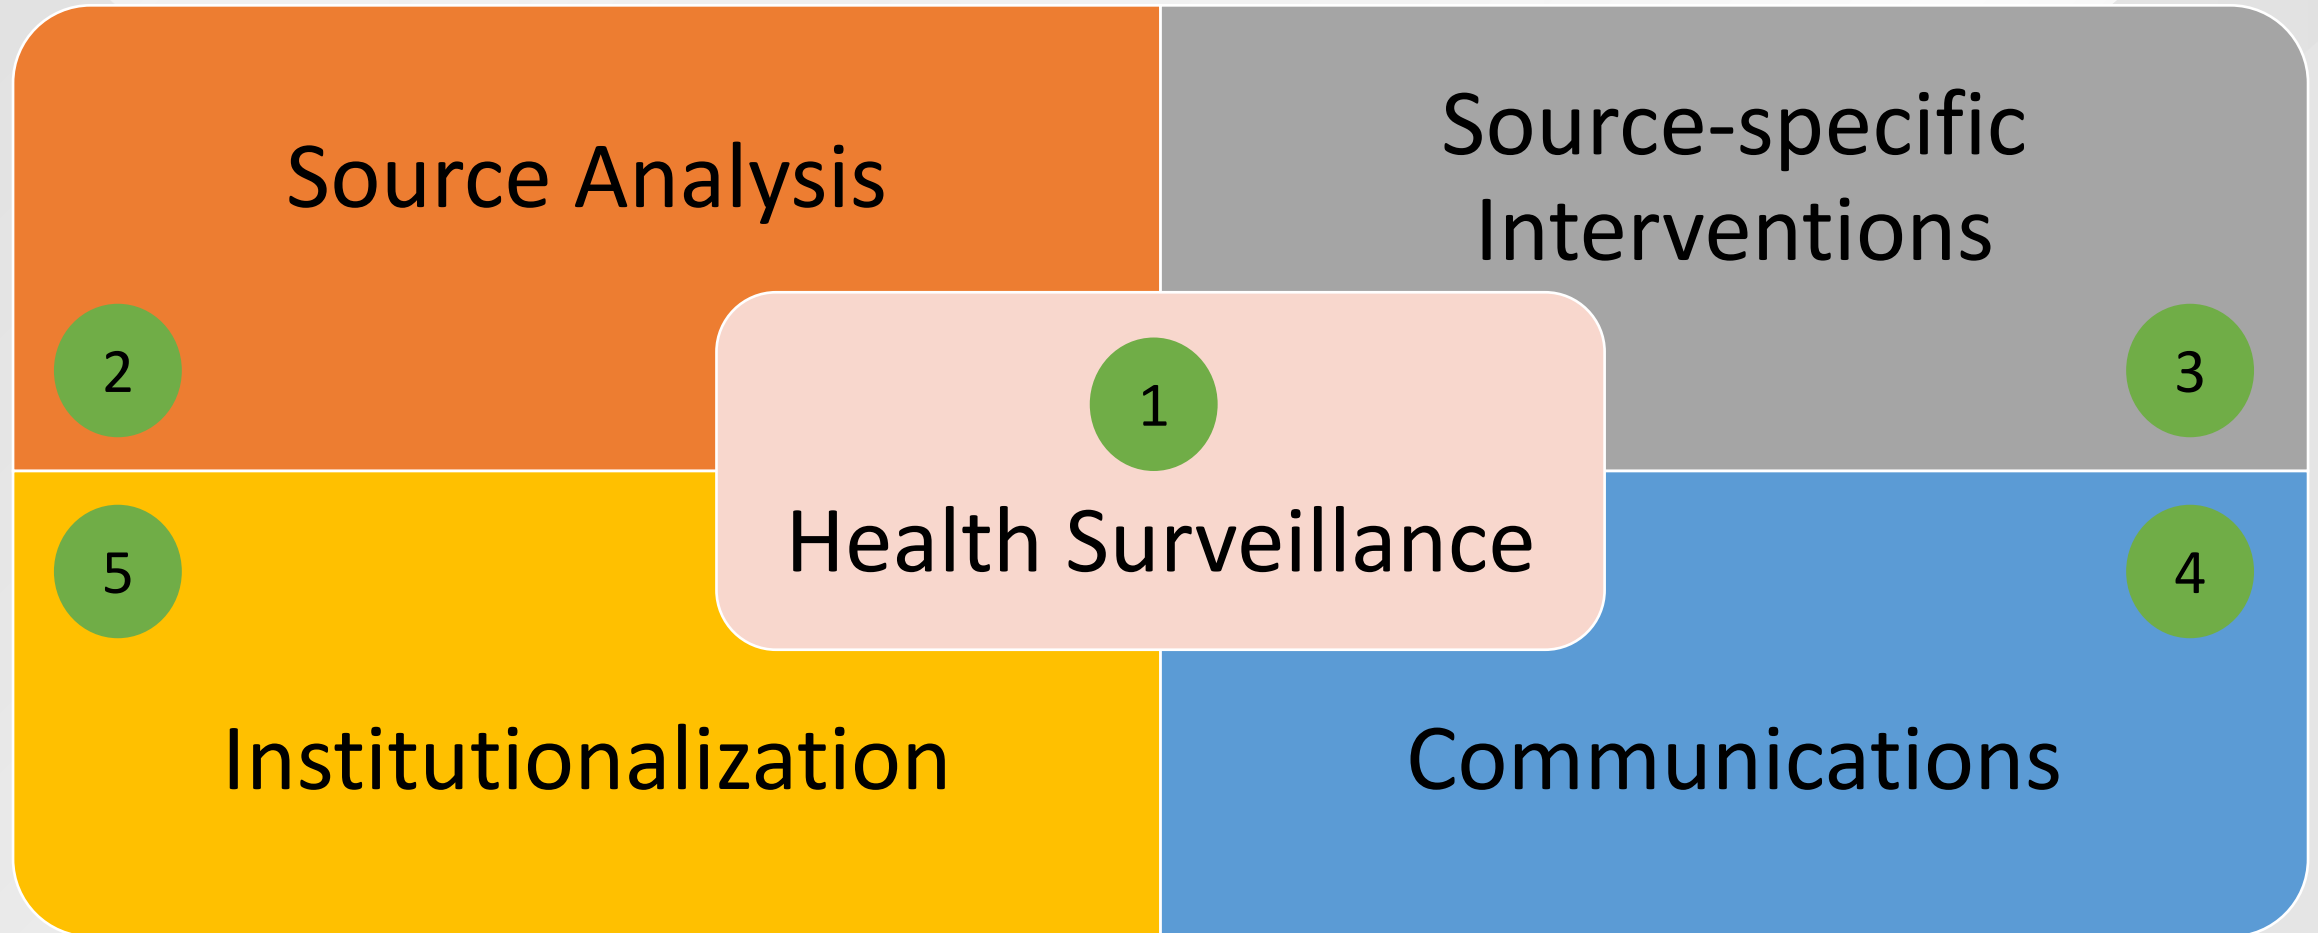 Source Analysis
2
Source-specific
Interventions
3
1
Health Surveillance
5
Institutionalization
4
Communications